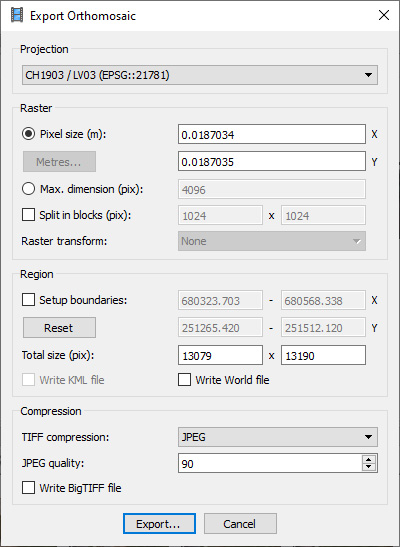 Export Orthomosaic
Projection
CH1903 / LV03 (EPSG::21781)
Raster
Pixel size (m): 0.0187034 X
Metres... 0.0187035 Y
Max. dimension (pix): 4096
Split in blocks (pix): 1024 x 1024
Raster transform: None
Region
Setup boundaries: 680323.703 - 680568.338 X
Reset 251265.420 - 251512.120 Y
Total size (pix): 13079 x 13190
Write KML file Write World file
Compression
TIFF compression: JPEG
JPEG quality: 90
Write BigTIFF file
Export... Cancel